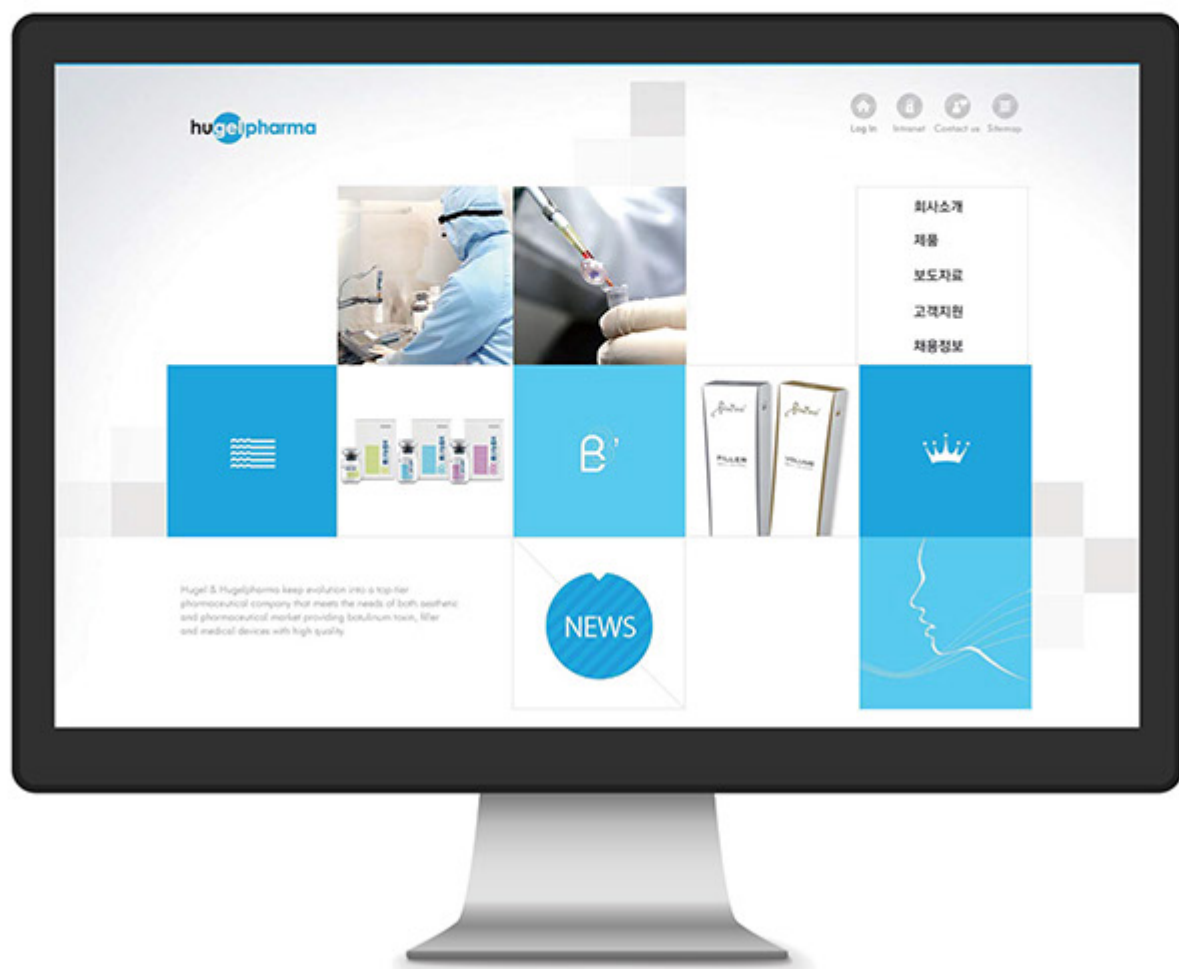 hugelpharma
Log In
Intranet
Contact us
Sitemap
회사소개
제품
보도자료
고객지원
채용정보
FILLER
VOLUME
Hugel & Hugelpharma keep evolution into a top-tier
pharmaceutical company that meets the needs of both aesthetic
and pharmaceutical market providing botulinum toxin, filler
and medical devices with high quality.
NEWS